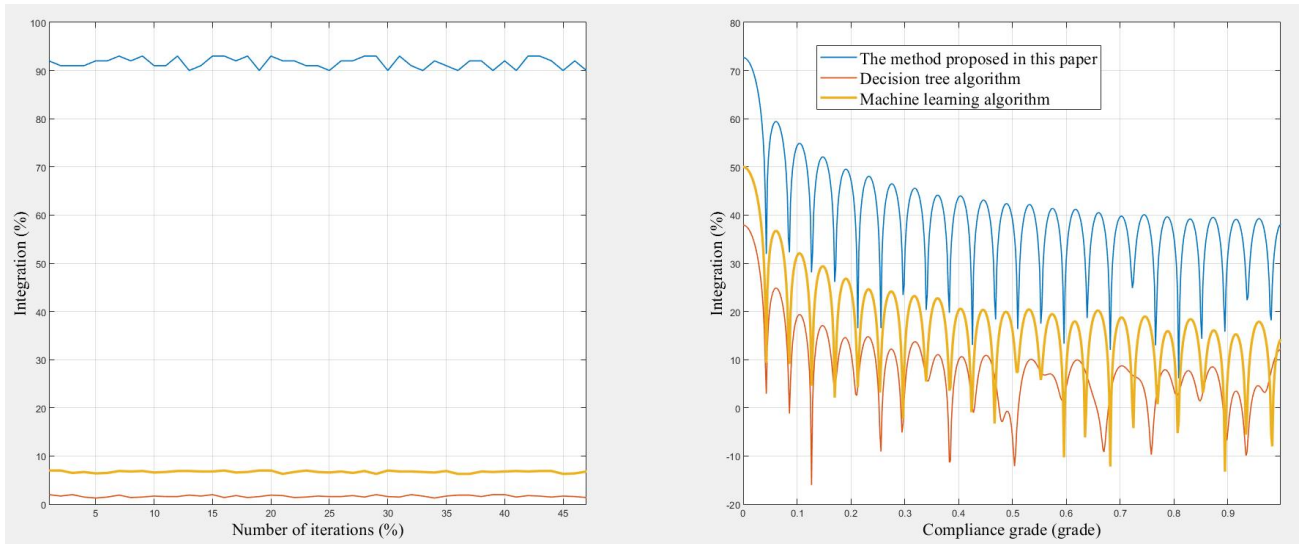 100
90
80
70
60
50
40
30
20
10
0
Integration (%)
5 10 15 20 25 30 35 40 45
Number of iterations (%)
80
70
60
50
40
30
20
10
0
-10
-20
Integration (%)
The method proposed in this paper
Decision tree algorithm
Machine learning algorithm
0 0.1 0.2 0.3 0.4 0.5 0.6 0.7 0.8 0.9
Compliance grade (grade)